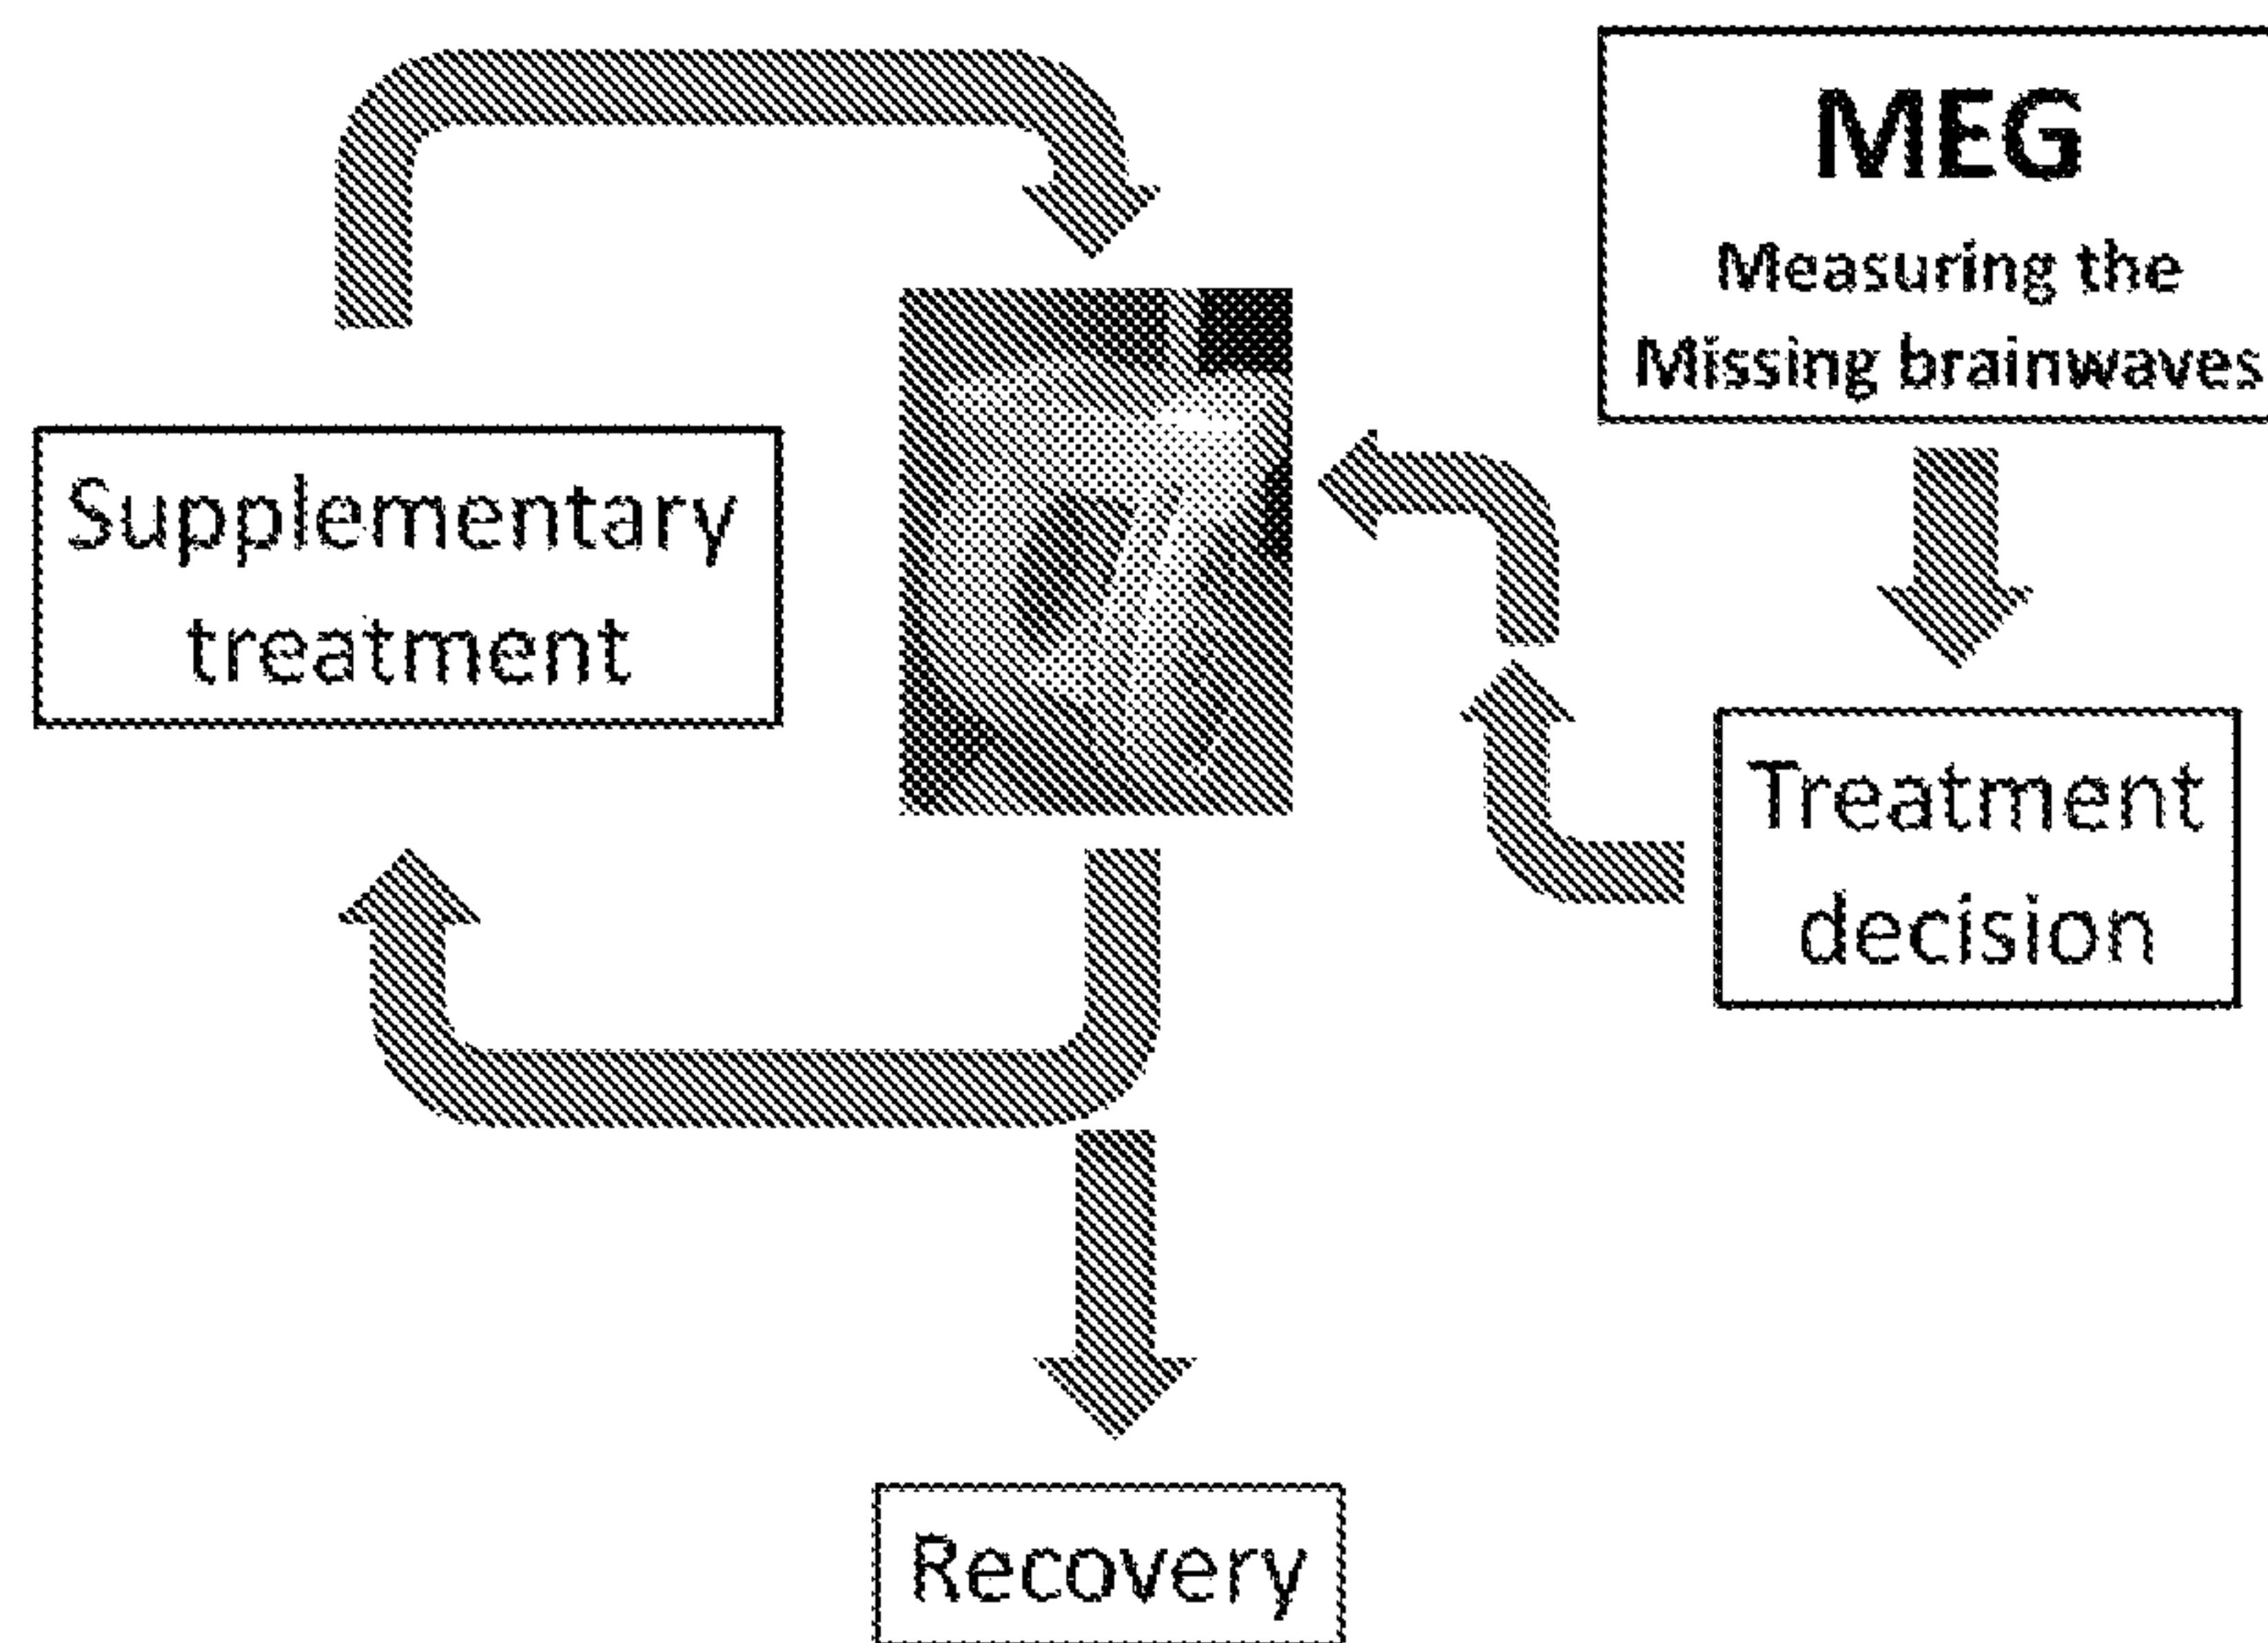 MEG
Measuring the
Missing brainwaves
Supplementary
treatment
Treatment
decision
Recovery